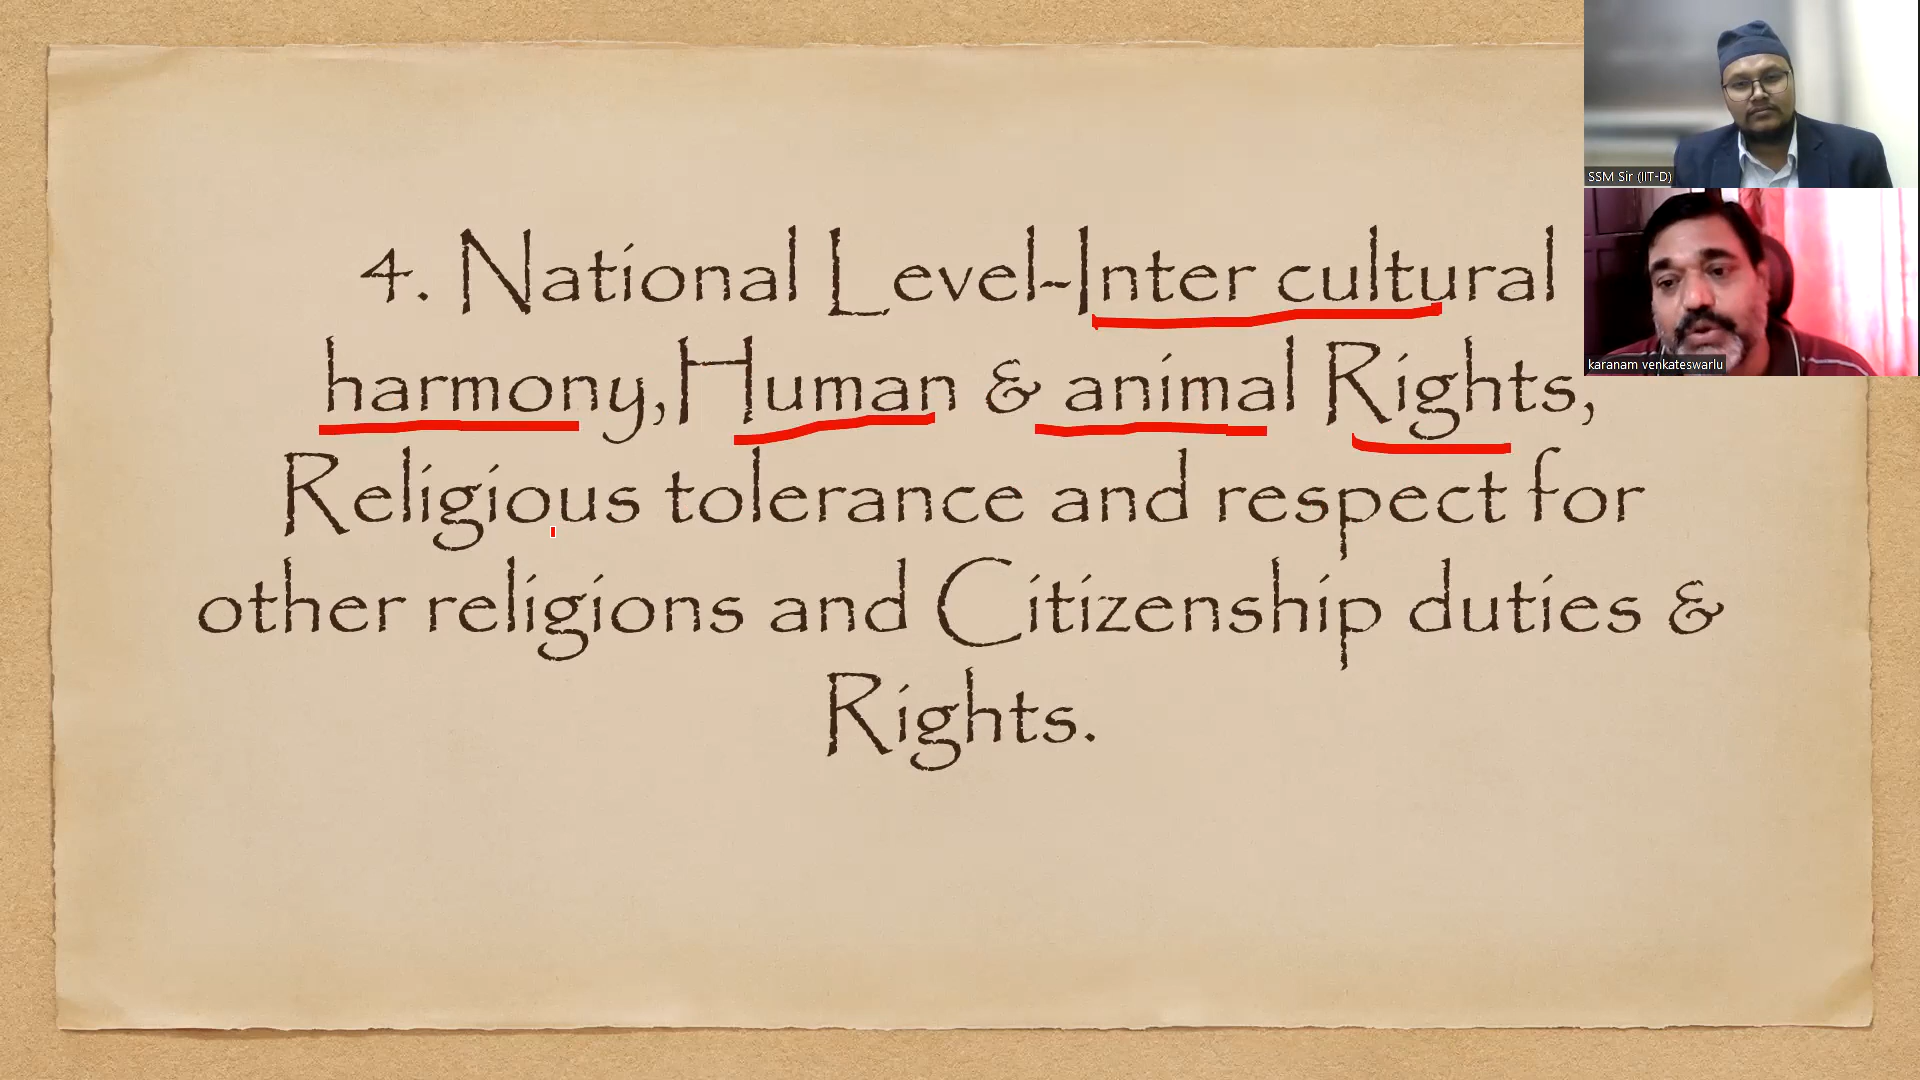 4. National Level-Inter cultural
harmony,Human & animal Rights,
Religious tolerance and respect for
other religions and Citizenship duties &
Rights.
SSM Sir (IIT-D)
karanam venkateswarlu